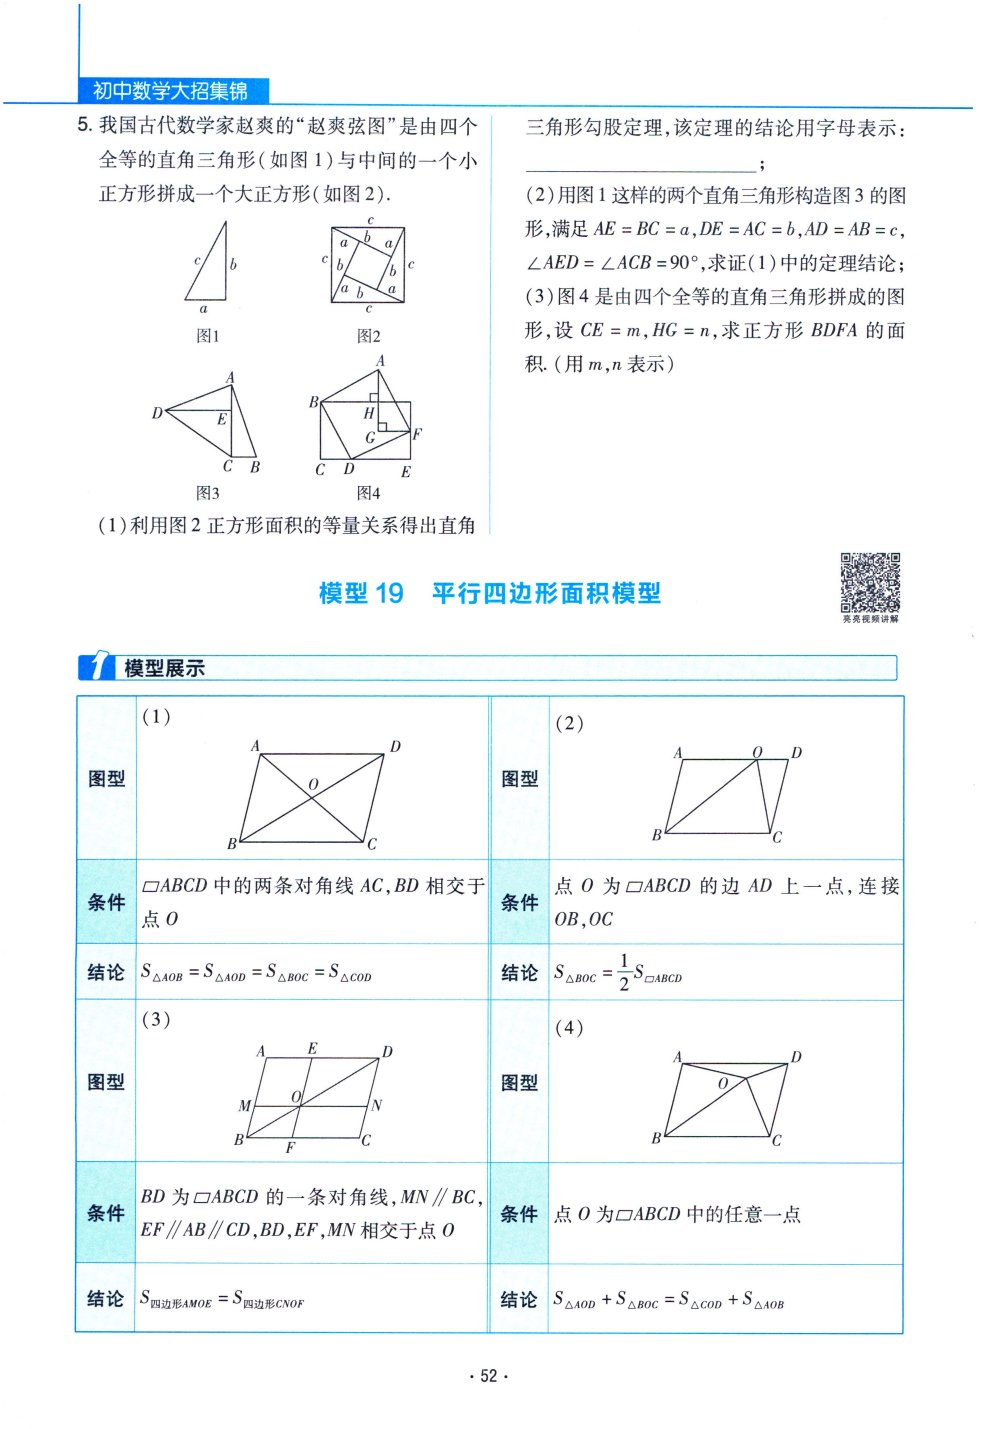 初中数学大招集锦
5. 我国古代数学家赵爽的“赵爽弦图”是由四个
全等的直角三角形(如图1)与中间的一个小
正方形拼成一个大正方形(如图2).
c b a
图1
c a b a c b b c a b a c
图2
A D E C B
图3
A B H G F C D E
图4
(1)利用图2正方形面积的等量关系得出直角
三角形勾股定理,该定理的结论用字母表示:
____________________;
(2)用图1这样的两个直角三角形构造图3的图
形,满足AE=BC=a,DE=AC=b,AD=AB=c,
∠AED=∠ACB=90°,求证(1)中的定理结论;
(3)图4是由四个全等的直角三角形拼成的图
形,设CE=m,HG=n,求正方形BDFA的面
积.(用m,n表示)
模型19 平行四边形面积模型
亮亮视频讲解
1 模型展示
图型
(1)
A D O B C
条件
▱ABCD中的两条对角线AC,BD相交于
点O
结论
S△AOB=S△AOD=S△BOC=S△COD
图型
(2)
A O D B C
条件
点O为▱ABCD的边AD上一点,连接
OB,OC
结论
S△BOC=1/2S▱ABCD
图型
(3)
A E D M O N B F C
条件
BD为▱ABCD的一条对角线,MN∥BC,
EF∥AB∥CD,BD,EF,MN相交于点O
结论
S四边形AMOE=S四边形CNOF
图型
(4)
A D O B C
条件
点O为▱ABCD中的任意一点
结论
S△AOD+S△BOC=S△COD+S△AOB
·52·